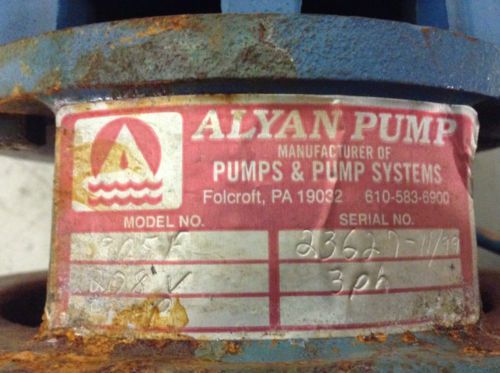 ALYAN PUMP
MANUFACTURER OF
PUMPS & PUMP SYSTEMS
Folcroft, PA 19032 610-583-6900
MODEL NO. SERIAL NO.
23627-11/99
208 V 3ph